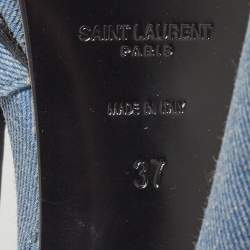 SAINT LAURENT
PARIS
MADE IN ITALY
37